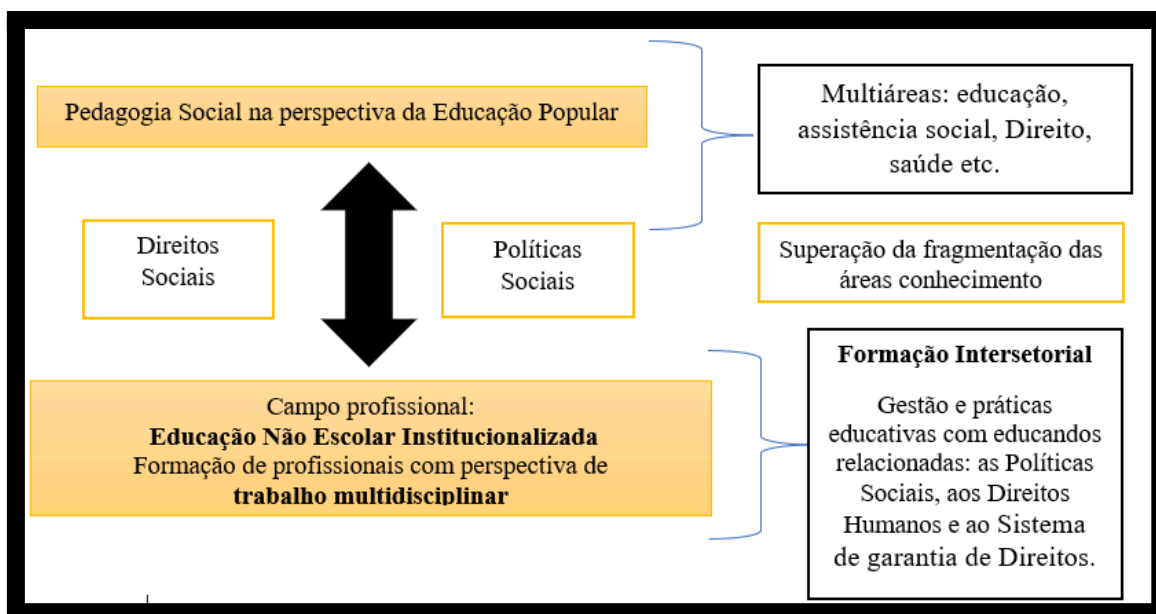 Pedagogia Social na perspectiva da Educação Popular
Multiáreas: educação,
assistência social, Direito,
saúde etc.
Direitos
Sociais
Políticas
Sociais
Superação da fragmentação das
áreas conhecimento
Campo profissional:
Educação Não Escolar Institucionalizada
Formação de profissionais com perspectiva de
trabalho multidisciplinar
Formação Intersetorial
Gestão e práticas
educativas com educandos
relacionadas: as Políticas
Sociais, aos Direitos
Humanos e ao Sistema
de garantia de Direitos.